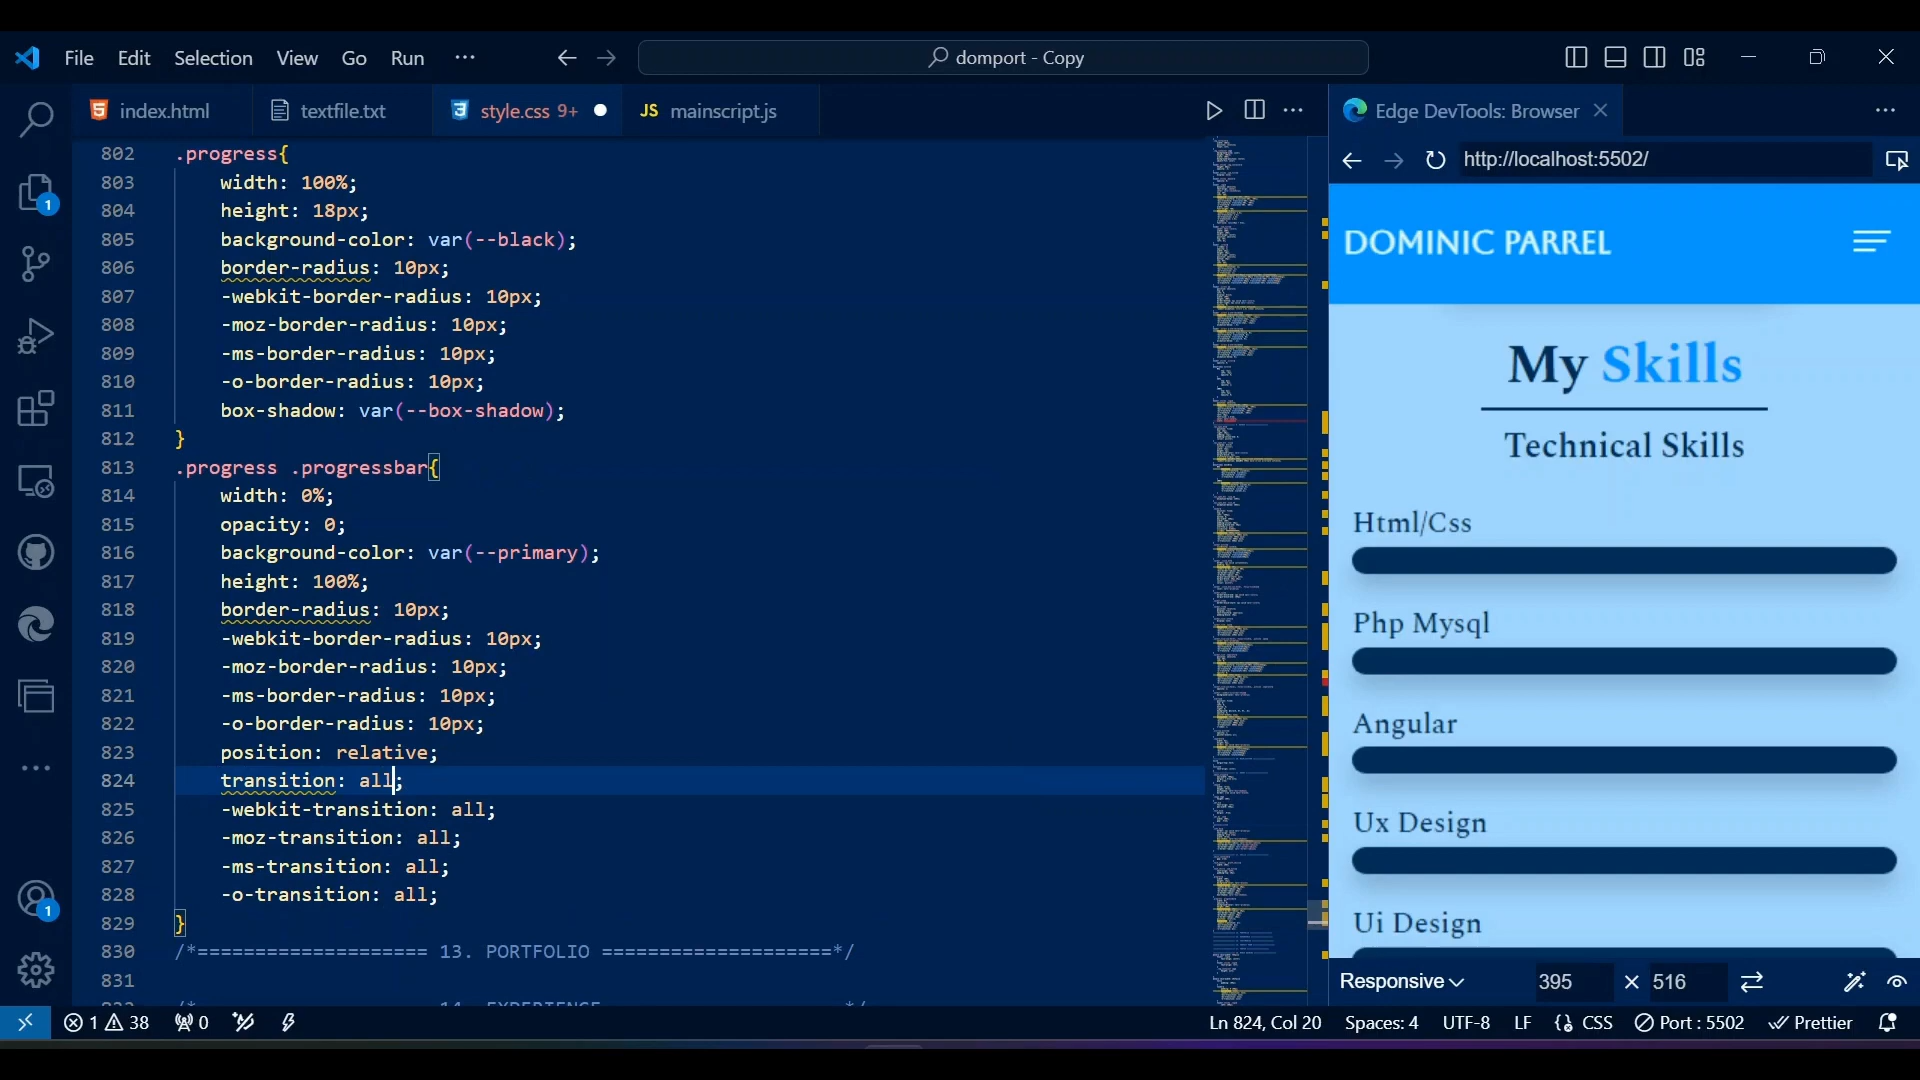 File Edit Selection View Go Run ··· domport - Copy
index.html textfile.txt style.css 9+ JS mainscript.js Edge DevTools: Browser
http://localhost:5502/
802 .progress{
803 width: 100%;
804 height: 18px;
805 background-color: var(--black);
806 border-radius: 10px;
807 -webkit-border-radius: 10px;
808 -moz-border-radius: 10px;
809 -ms-border-radius: 10px;
810 -o-border-radius: 10px;
811 box-shadow: var(--box-shadow);
812 }
813 .progress .progressbar{
814 width: 0%;
815 opacity: 0;
816 background-color: var(--primary);
817 height: 100%;
818 border-radius: 10px;
819 -webkit-border-radius: 10px;
820 -moz-border-radius: 10px;
821 -ms-border-radius: 10px;
822 -o-border-radius: 10px;
823 position: relative;
824 transition: all;
825 -webkit-transition: all;
826 -moz-transition: all;
827 -ms-transition: all;
828 -o-transition: all;
829 }
830 /*==================== 13. PORTFOLIO ====================*/
831
DOMINIC PARREL
My Skills
Technical Skills
Html/Css
Php Mysql
Angular
Ux Design
Ui Design
Responsive 395 × 516
1
1
1 38 0 Ln 824, Col 20 Spaces: 4 UTF-8 LF {} CSS Port : 5502 Prettier